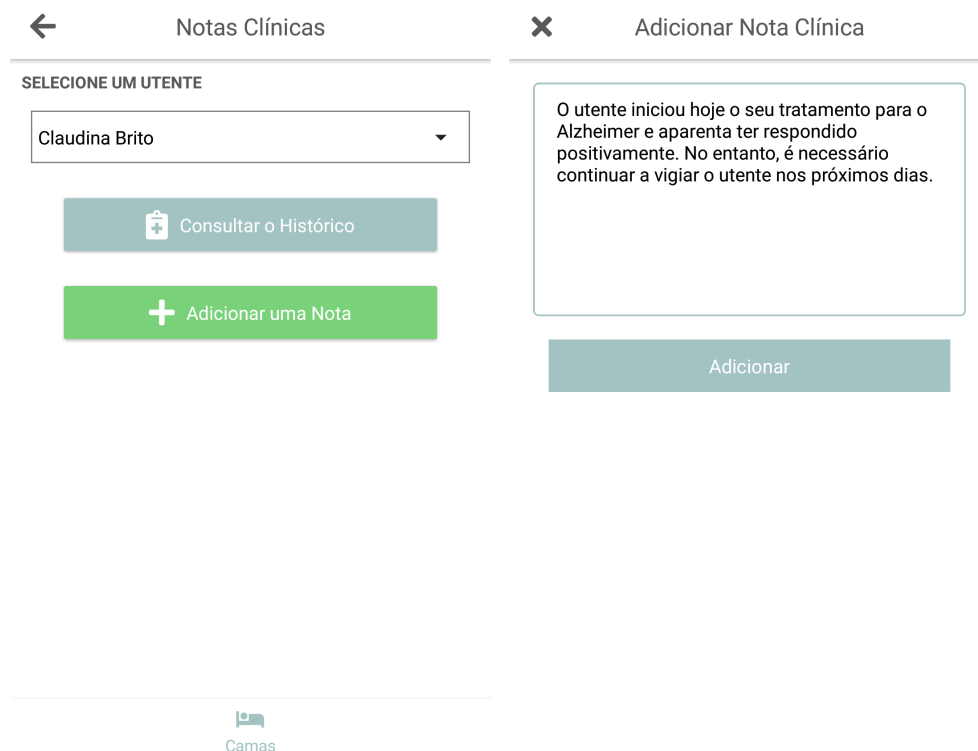 Notas Clínicas
SELECIONE UM UTENTE
Claudina Brito
Consultar o Histórico
Adicionar uma Nota
Camas
Adicionar Nota Clínica
O utente iniciou hoje o seu tratamento para o
Alzheimer e aparenta ter respondido
positivamente. No entanto, é necessário
continuar a vigiar o utente nos próximos dias.
Adicionar